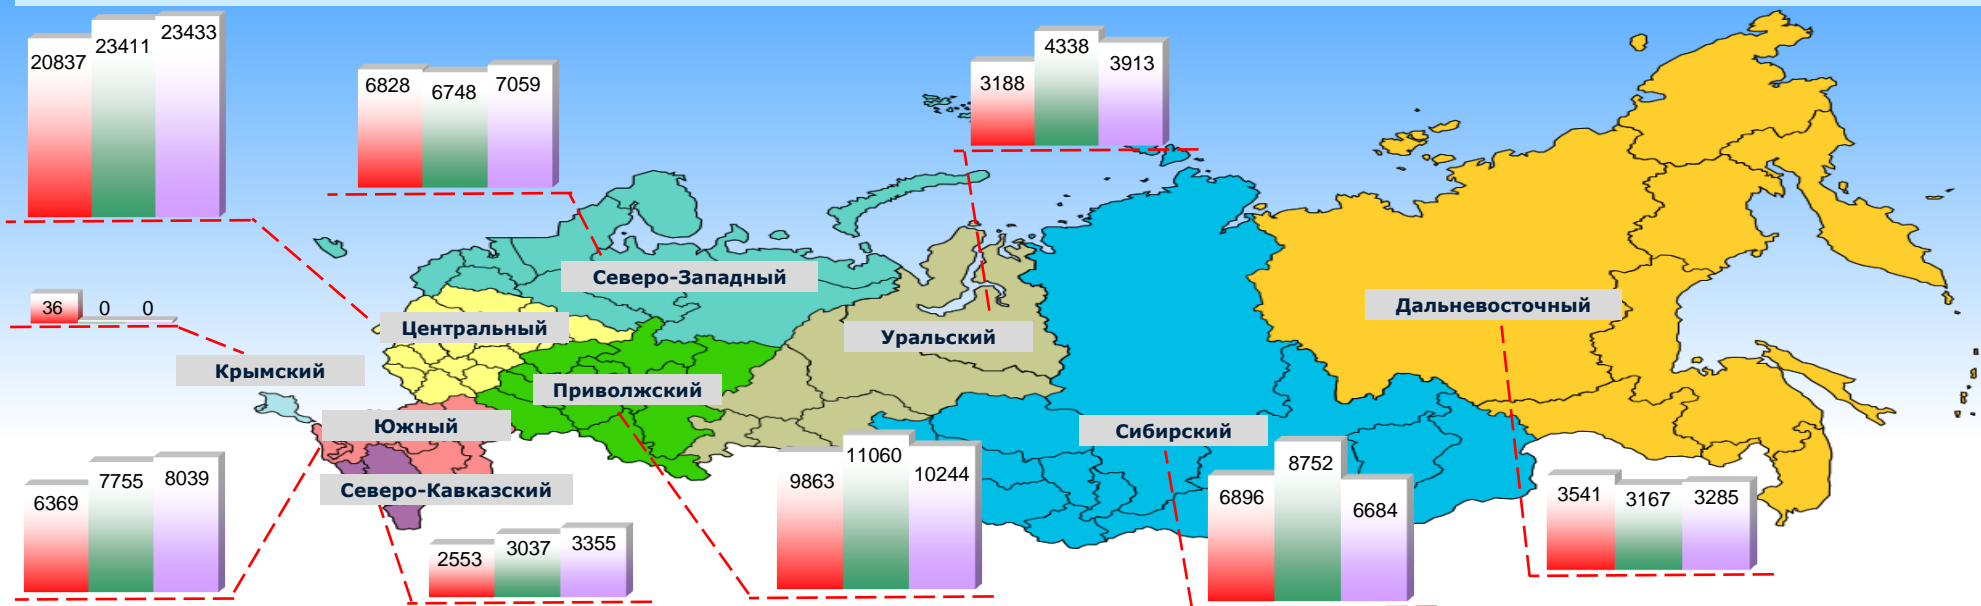 20837 23411 23433
6828 6748 7059
3188 4338 3913
36 0 0
Северо-Западный
Центральный
Уральский
Дальневосточный
Крымский
Приволжский
Южный
Сибирский
Северо-Кавказский
6369 7755 8039
2553 3037 3355
9863 11060 10244
6896 8752 6684
3541 3167 3285